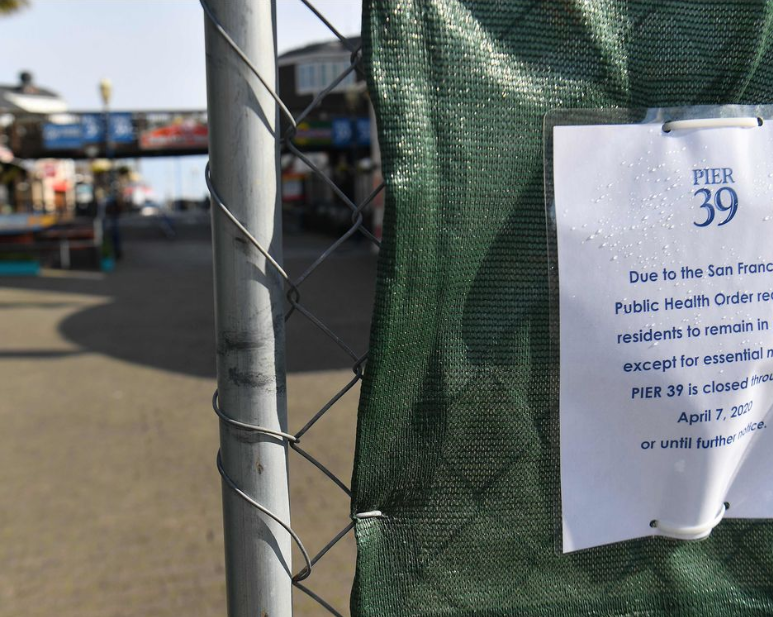 PIER
39
Due to the San Franc
Public Health Order re
residents to remain in
except for essential
PIER 39 is closed throu
April 7, 2020
or until further notice.